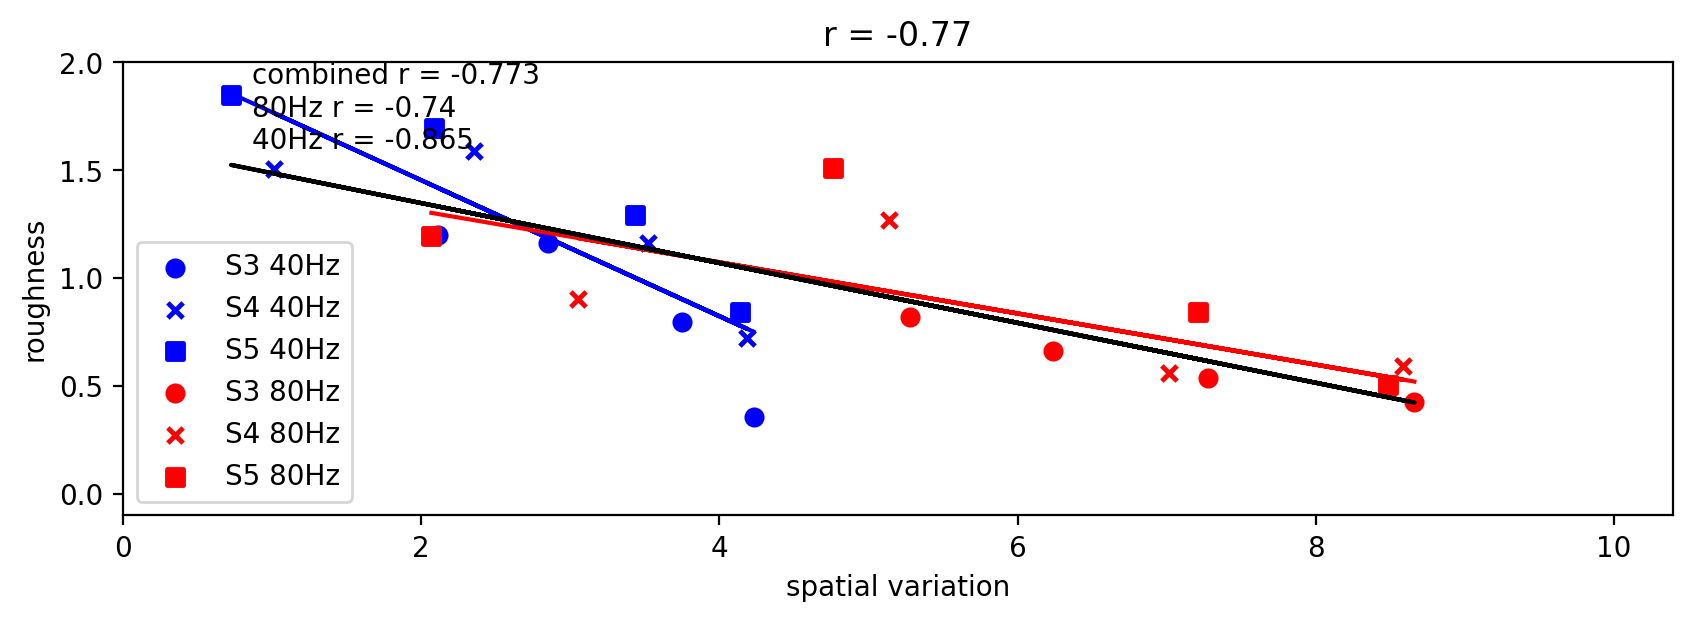 r = -0.77
combined r = -0.773
80Hz r = -0.74
40Hz r = -0.865
2.0
1.5
1.0
0.5
0.0
roughness
S3 40Hz
S4 40Hz
S5 40Hz
S3 80Hz
S4 80Hz
S5 80Hz
0 2 4 6 8 10
spatial variation